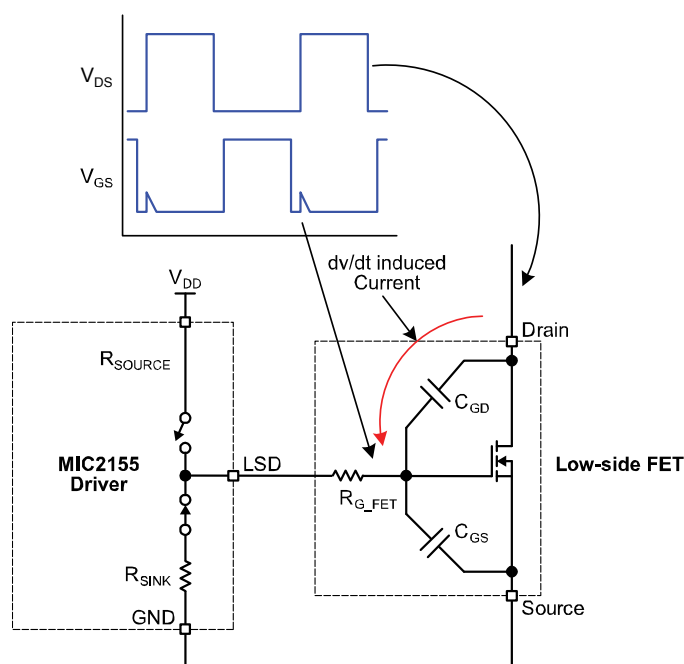 VDS
VGS
dv/dt induced
Current
VDD
Drain
RSOURCE
CGD
MIC2155
Driver
LSD
Low-side FET
RG_FET
CGS
RSINK
GND
Source